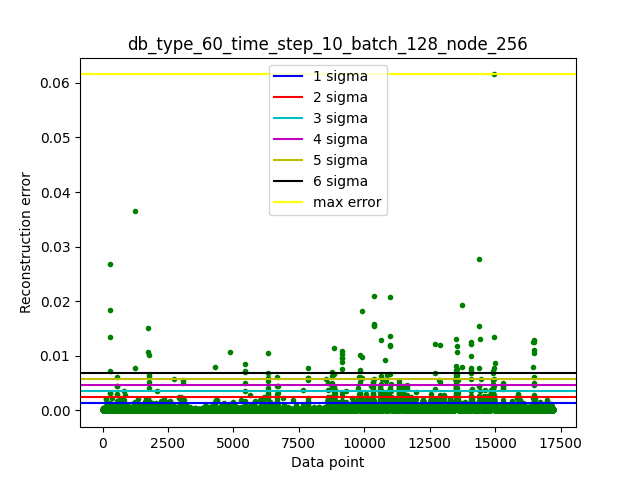 db_type_60_time_step_10_batch_128_node_256
Reconstruction error
0.06
0.05
0.04
0.03
0.02
0.01
0.00
1 sigma
2 sigma
3 sigma
4 sigma
5 sigma
6 sigma
max error
0
2500
5000
7500
10000
12500
15000
17500
Data point